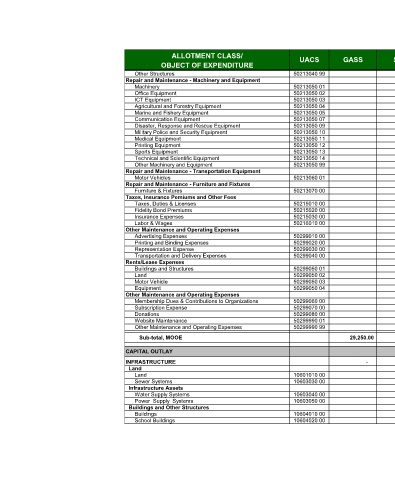 ALLOTMENT CLASS/
OBJECT OF EXPENDITURE UACS GASS
Other Structures 50213040 99
Repair and Maintenance - Machinery and Equipment
Machinery 50213050 01
Office Equipment 50213050 02
ICT Equipment 50213050 03
Agricultural and Forestry Equipment 50213050 04
Marine and Fishery Equipment 50213050 05
Communication Equipment 50213050 07
Disaster, Response and Rescue Equipment 50213050 09
Military Police and Security Equipment 50213050 10
Medical Equipment 50213050 11
Printing Equipment 50213050 12
Sports Equipment 50213050 13
Technical and Scientific Equipment 50213050 14
Other Machinery and Equipment 50213050 99
Repair and Maintenance - Transportation Equipment
Motor Vehicles 50213060 01
Repair and Maintenance - Furniture and Fixtures
Furniture & Fixtures 50213070 00
Taxes, Insurance Pemiums and Other Fees
Taxes, Duties & Licenses 50215010 00
Fidelity Bond Premiums 50215020 00
Insurance Expenses 50215030 00
Labor & Wages 50216010 00
Other Maintenance and Operating Expenses
Advertising Expenses 50299010 00
Printing and Binding Expenses 50299020 00
Representation Expense 50299030 00
Transportation and Delivery Expenses 50299040 00
Rents/Lease Expenses
Buildings and Structures 50299050 01
Land 50299050 02
Motor Vehicle 50299050 03
Equipment 50299050 04
Other Maintenance and Operating Expenses
Membership Dues & Contributions to Organizations 50299060 00
Subscription Expense 50299070 00
Donations 50299080 00
Website Maintenance 50299990 01
Other Maintenance and Operating Expenses 50299990 99
Sub-total, MOOE 29,250.00
CAPITAL OUTLAY
INFRASTRUCTURE -
Land
Land 10601010 00
Sewer Systems 10603030 00
Infrastructure Assets
Water Supply Systems 10603040 00
Power Supply Systems 10603050 00
Buildings and Other Structures
Buildings 10604010 00
School Buildings 10604020 00